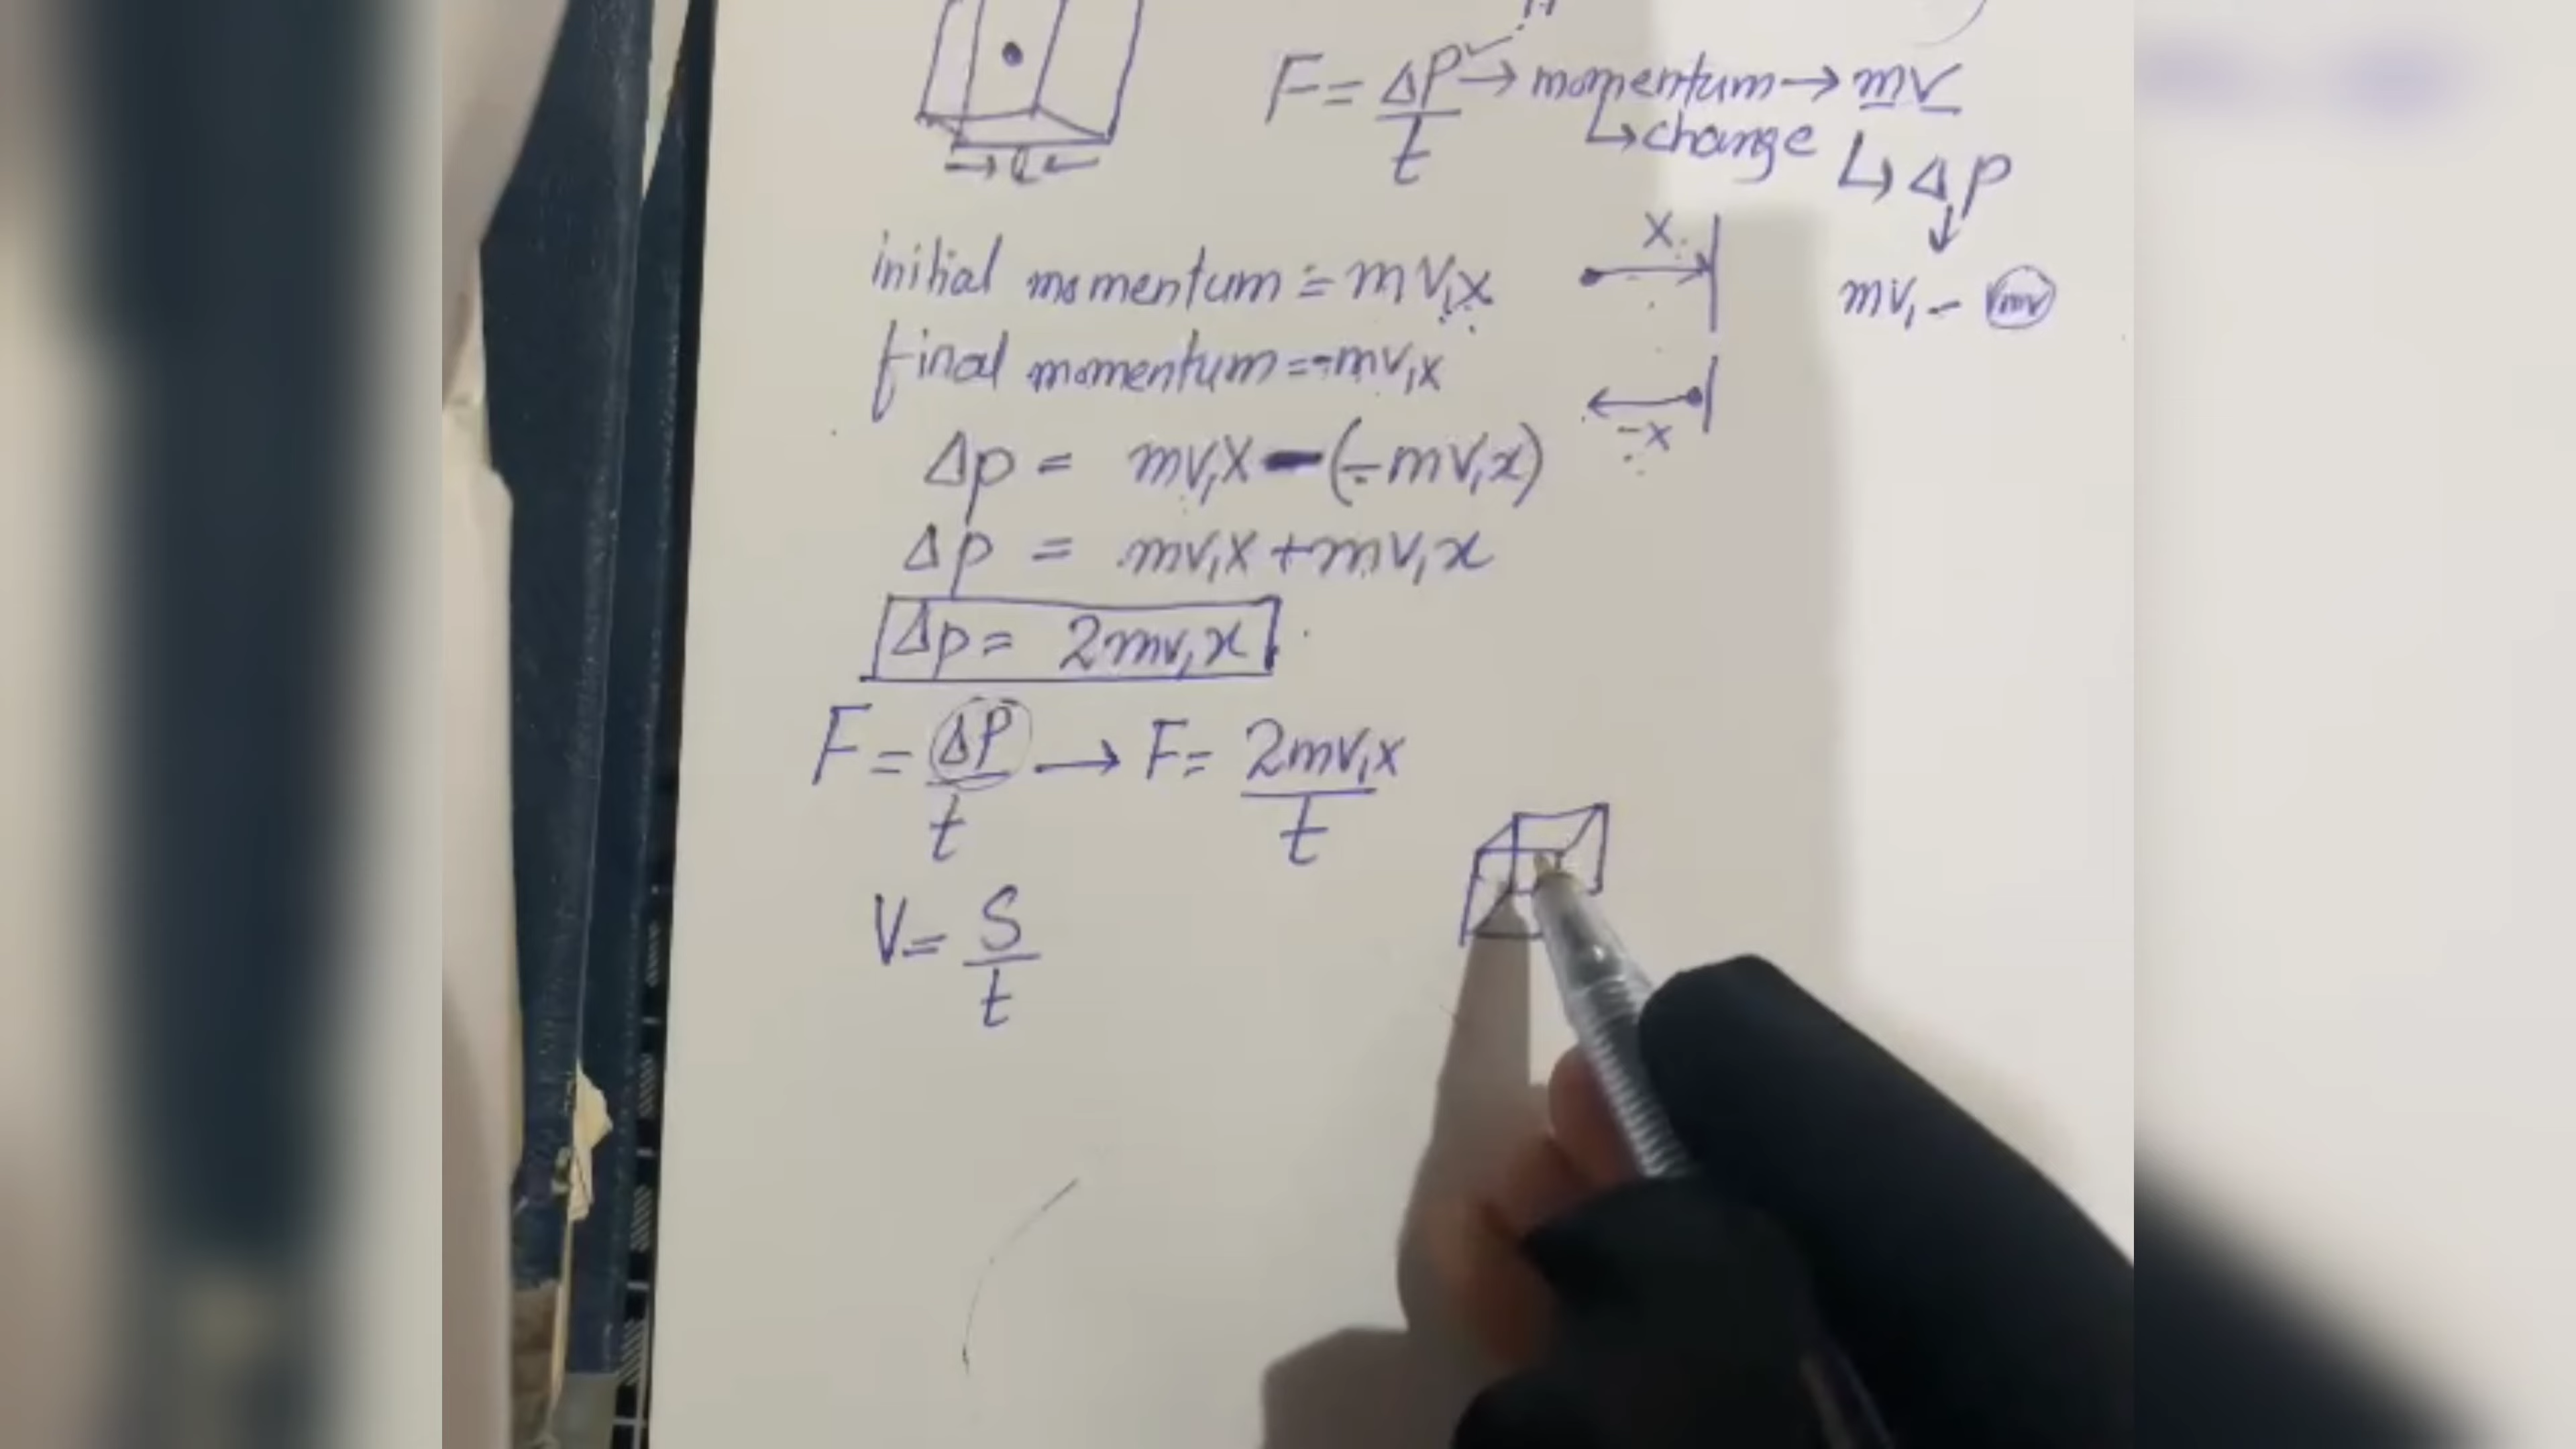 F = ΔP/t → momentum → mv
↳ change ↳ ΔP
→ l ←
↓
initial momentum = mv₁x
x
mv₁ - mv
final momentum = -mv₁x
-x
Δp = mv₁x - (-mv₁x)
Δp = mv₁x + mv₁x
Δp = 2mv₁x
F = ΔP/t → F = 2mv₁x/t
V = S/t